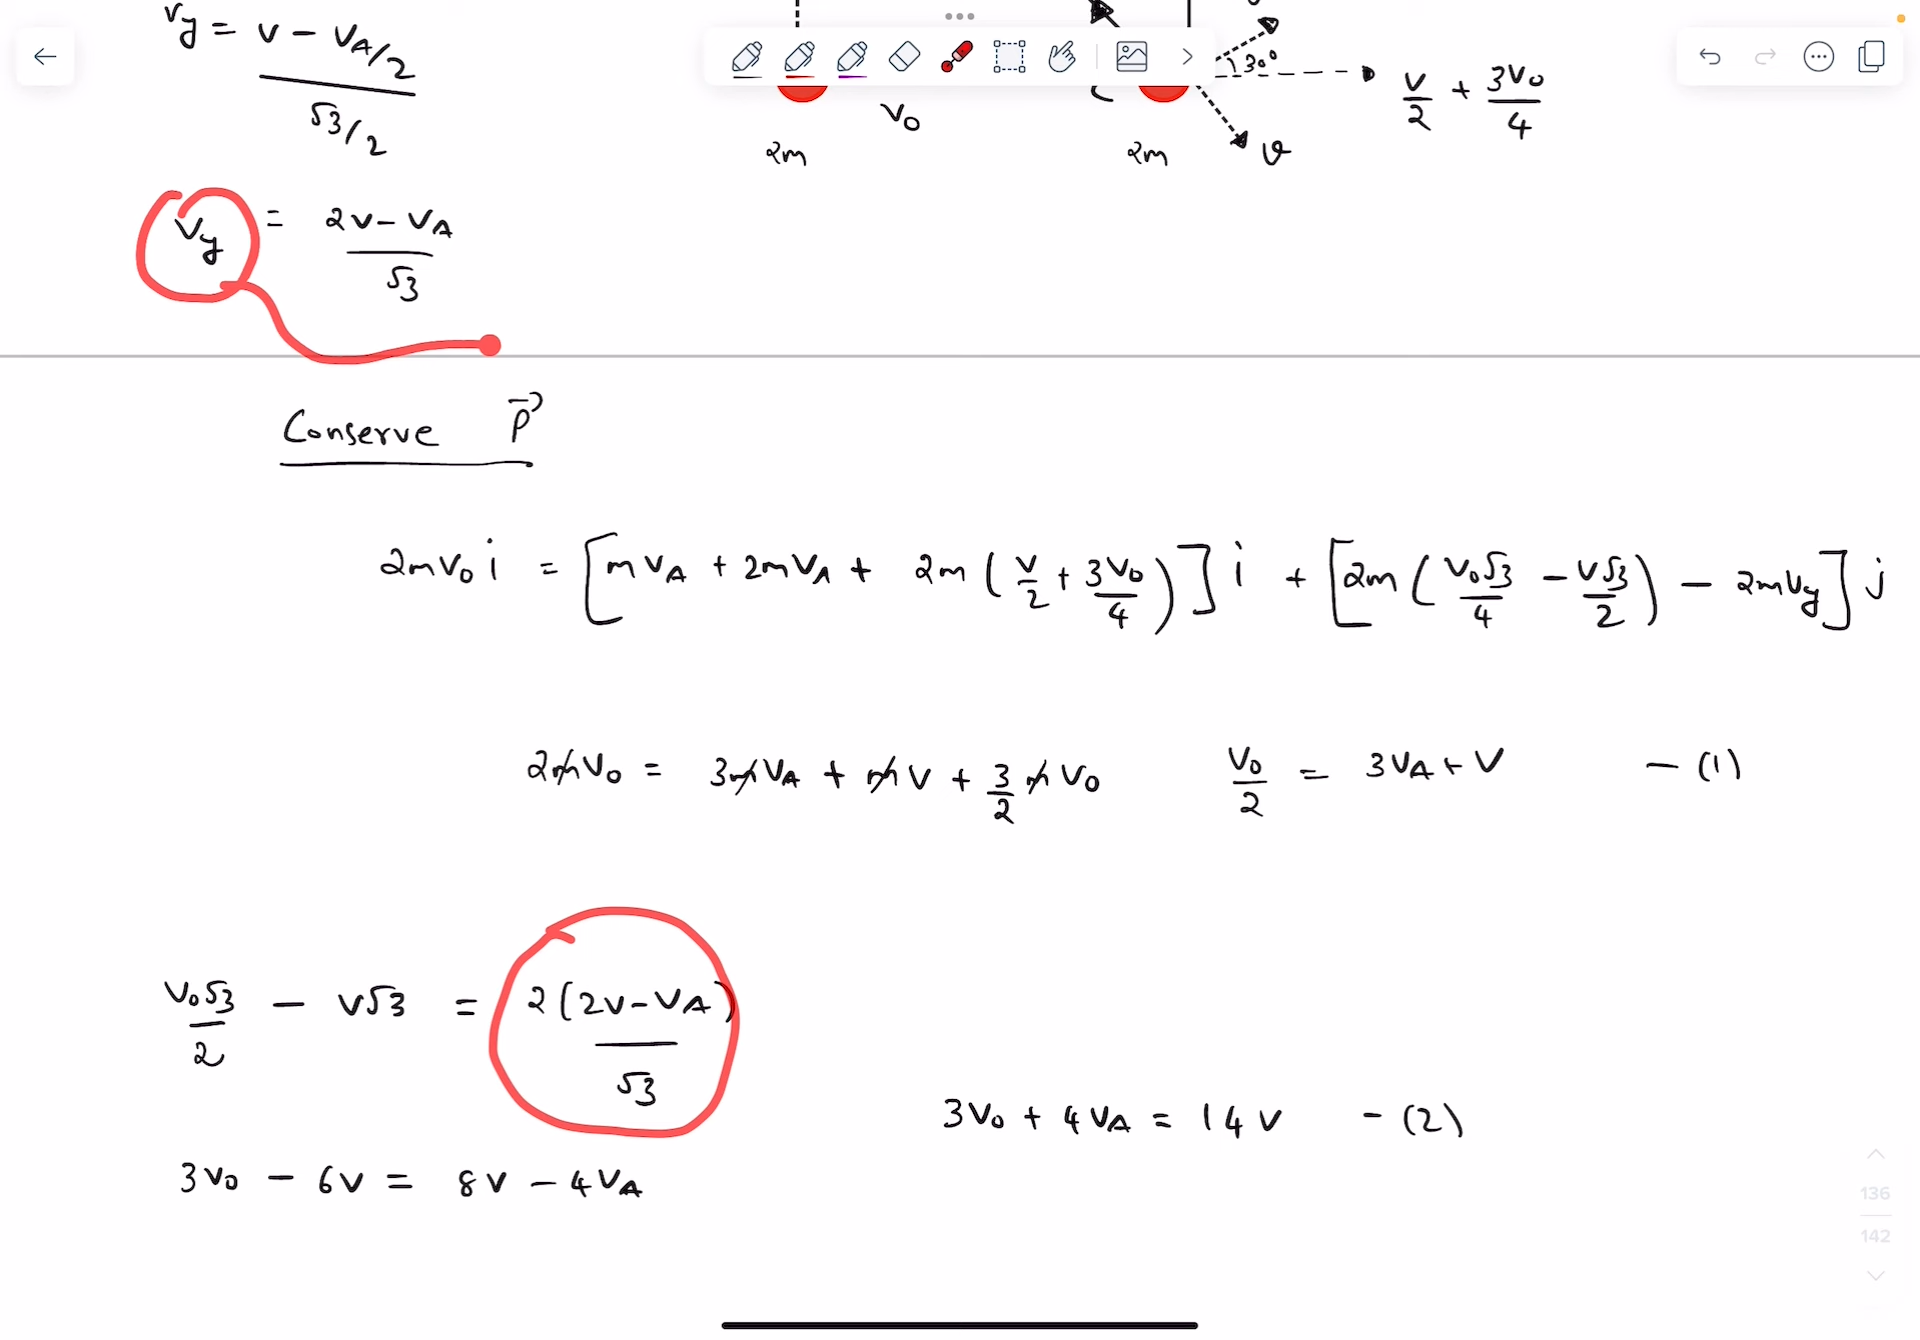 vy = v - vA/2
√3/2
30°
v/2 + 3v0/4
v0
2m
2m
v
vy = 2v - vA
√3
Conserve p⃗
2mv0 i = [mvA + 2mvA + 2m(v/2 + 3v0/4)] i + [2m(v0√3/4 - v√3/2) - 2mvy] j
2mv0 = 3mvA + mv + 3/2 mv0
v0/2 = 3vA + v - (1)
v0√3/2 - v√3 = 2(2v - vA)/√3
3v0 + 4vA = 14v - (2)
3v0 - 6v = 8v - 4vA
136
142